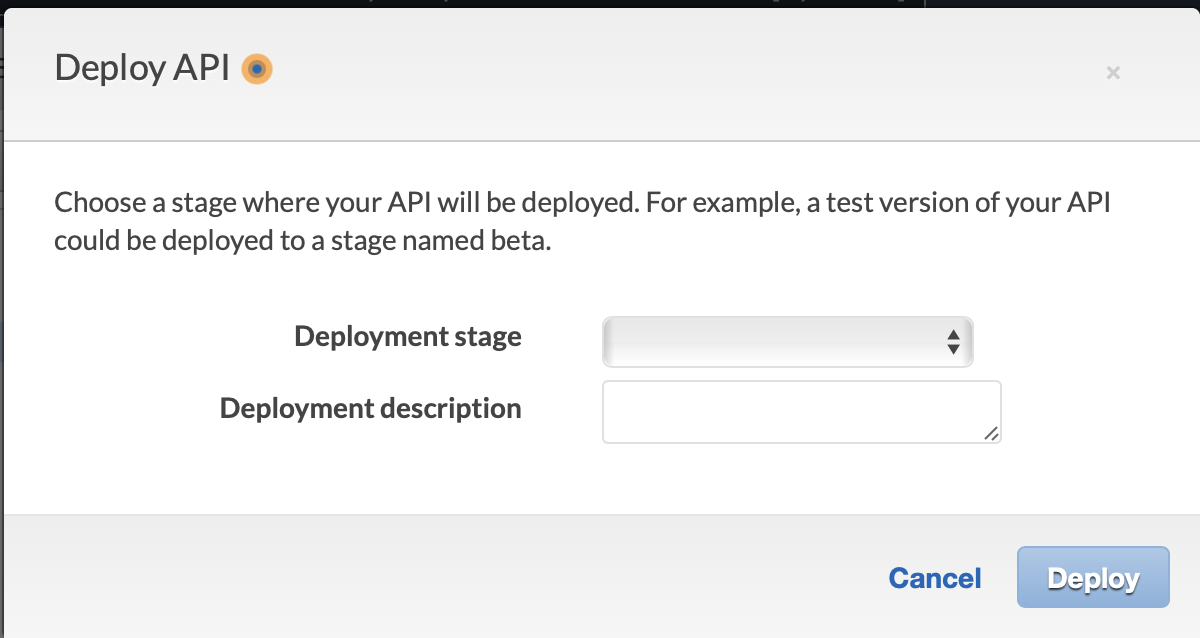 Deploy API
×
Choose a stage where your API will be deployed. For example, a test version of your API
could be deployed to a stage named beta.
Deployment stage
Deployment description
Cancel
Deploy